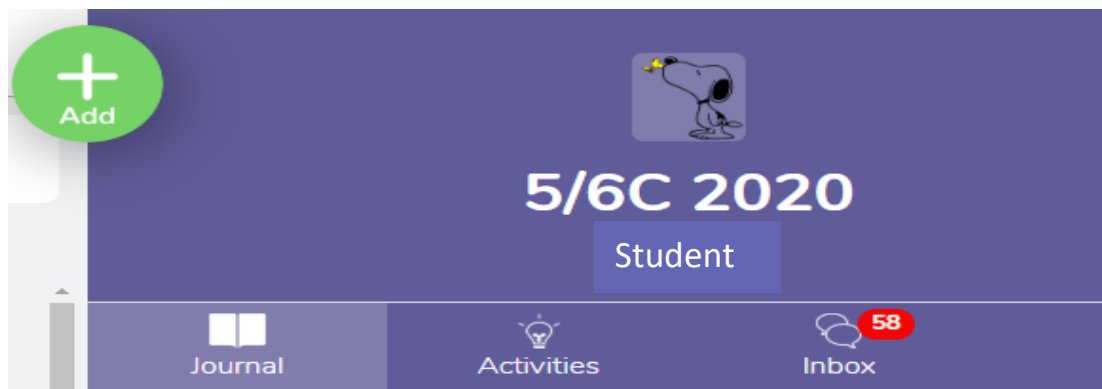 Add
5/6C 2020
Student
58
Journal
Activities
Inbox